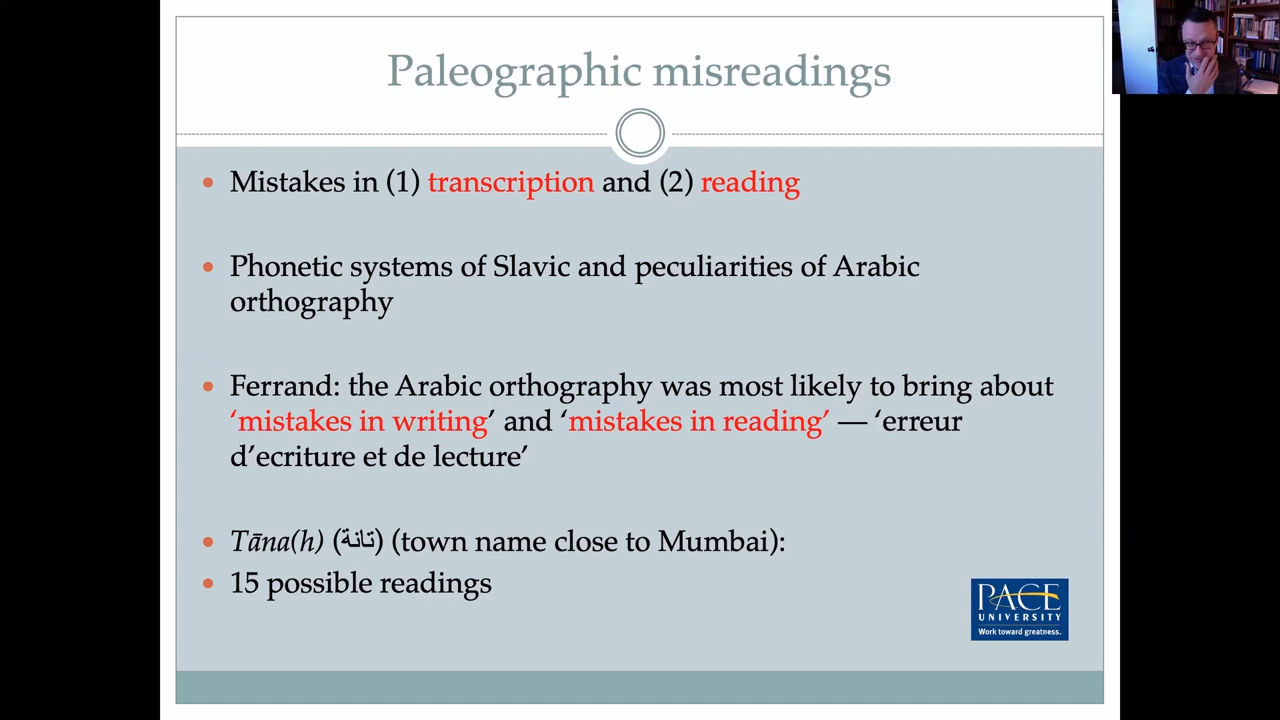 Paleographic misreadings
Mistakes in (1) transcription and (2) reading
Phonetic systems of Slavic and peculiarities of Arabic
orthography
Ferrand: the Arabic orthography was most likely to bring about
‘mistakes in writing’ and ‘mistakes in reading’ — ‘erreur
d’ecriture et de lecture’
Tāna(h) (تانة) (town name close to Mumbai):
15 possible readings
PACE
UNIVERSITY
Work toward greatness.